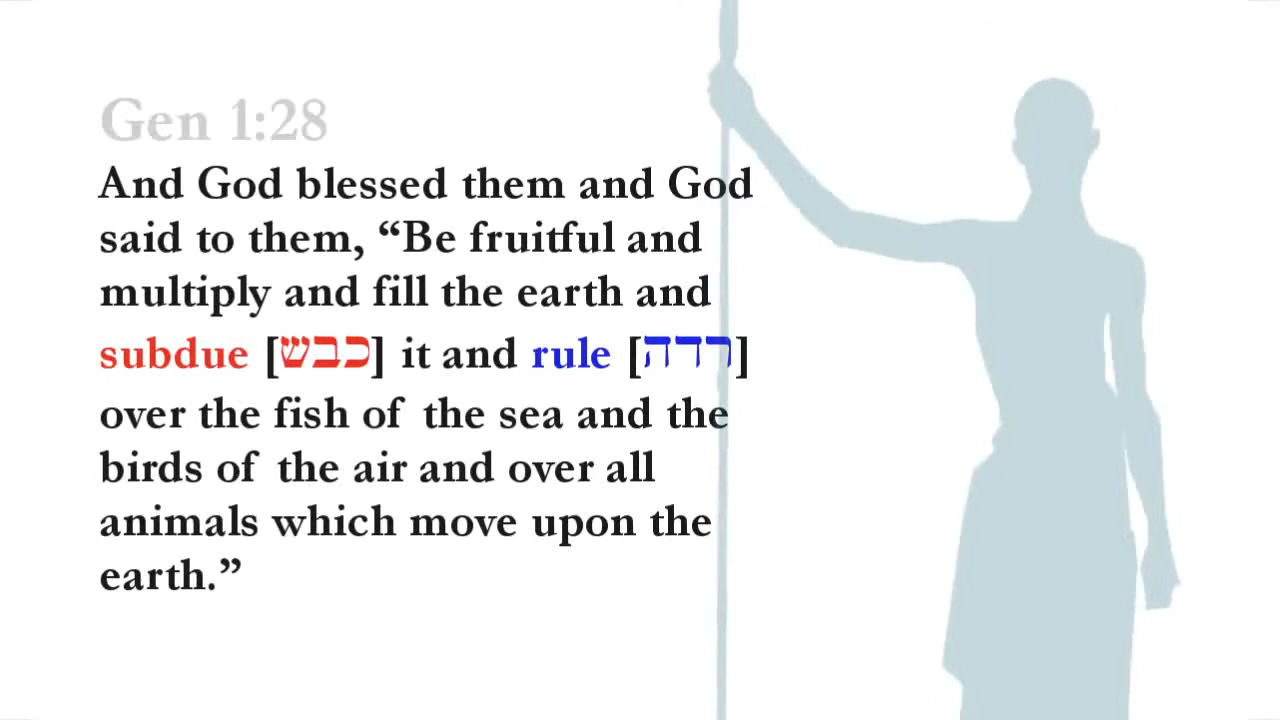 Gen 1:28
And God blessed them and God
said to them, “Be fruitful and
multiply and fill the earth and
subdue [כבש] it and rule [רדה]
over the fish of the sea and the
birds of the air and over all
animals which move upon the
earth.”